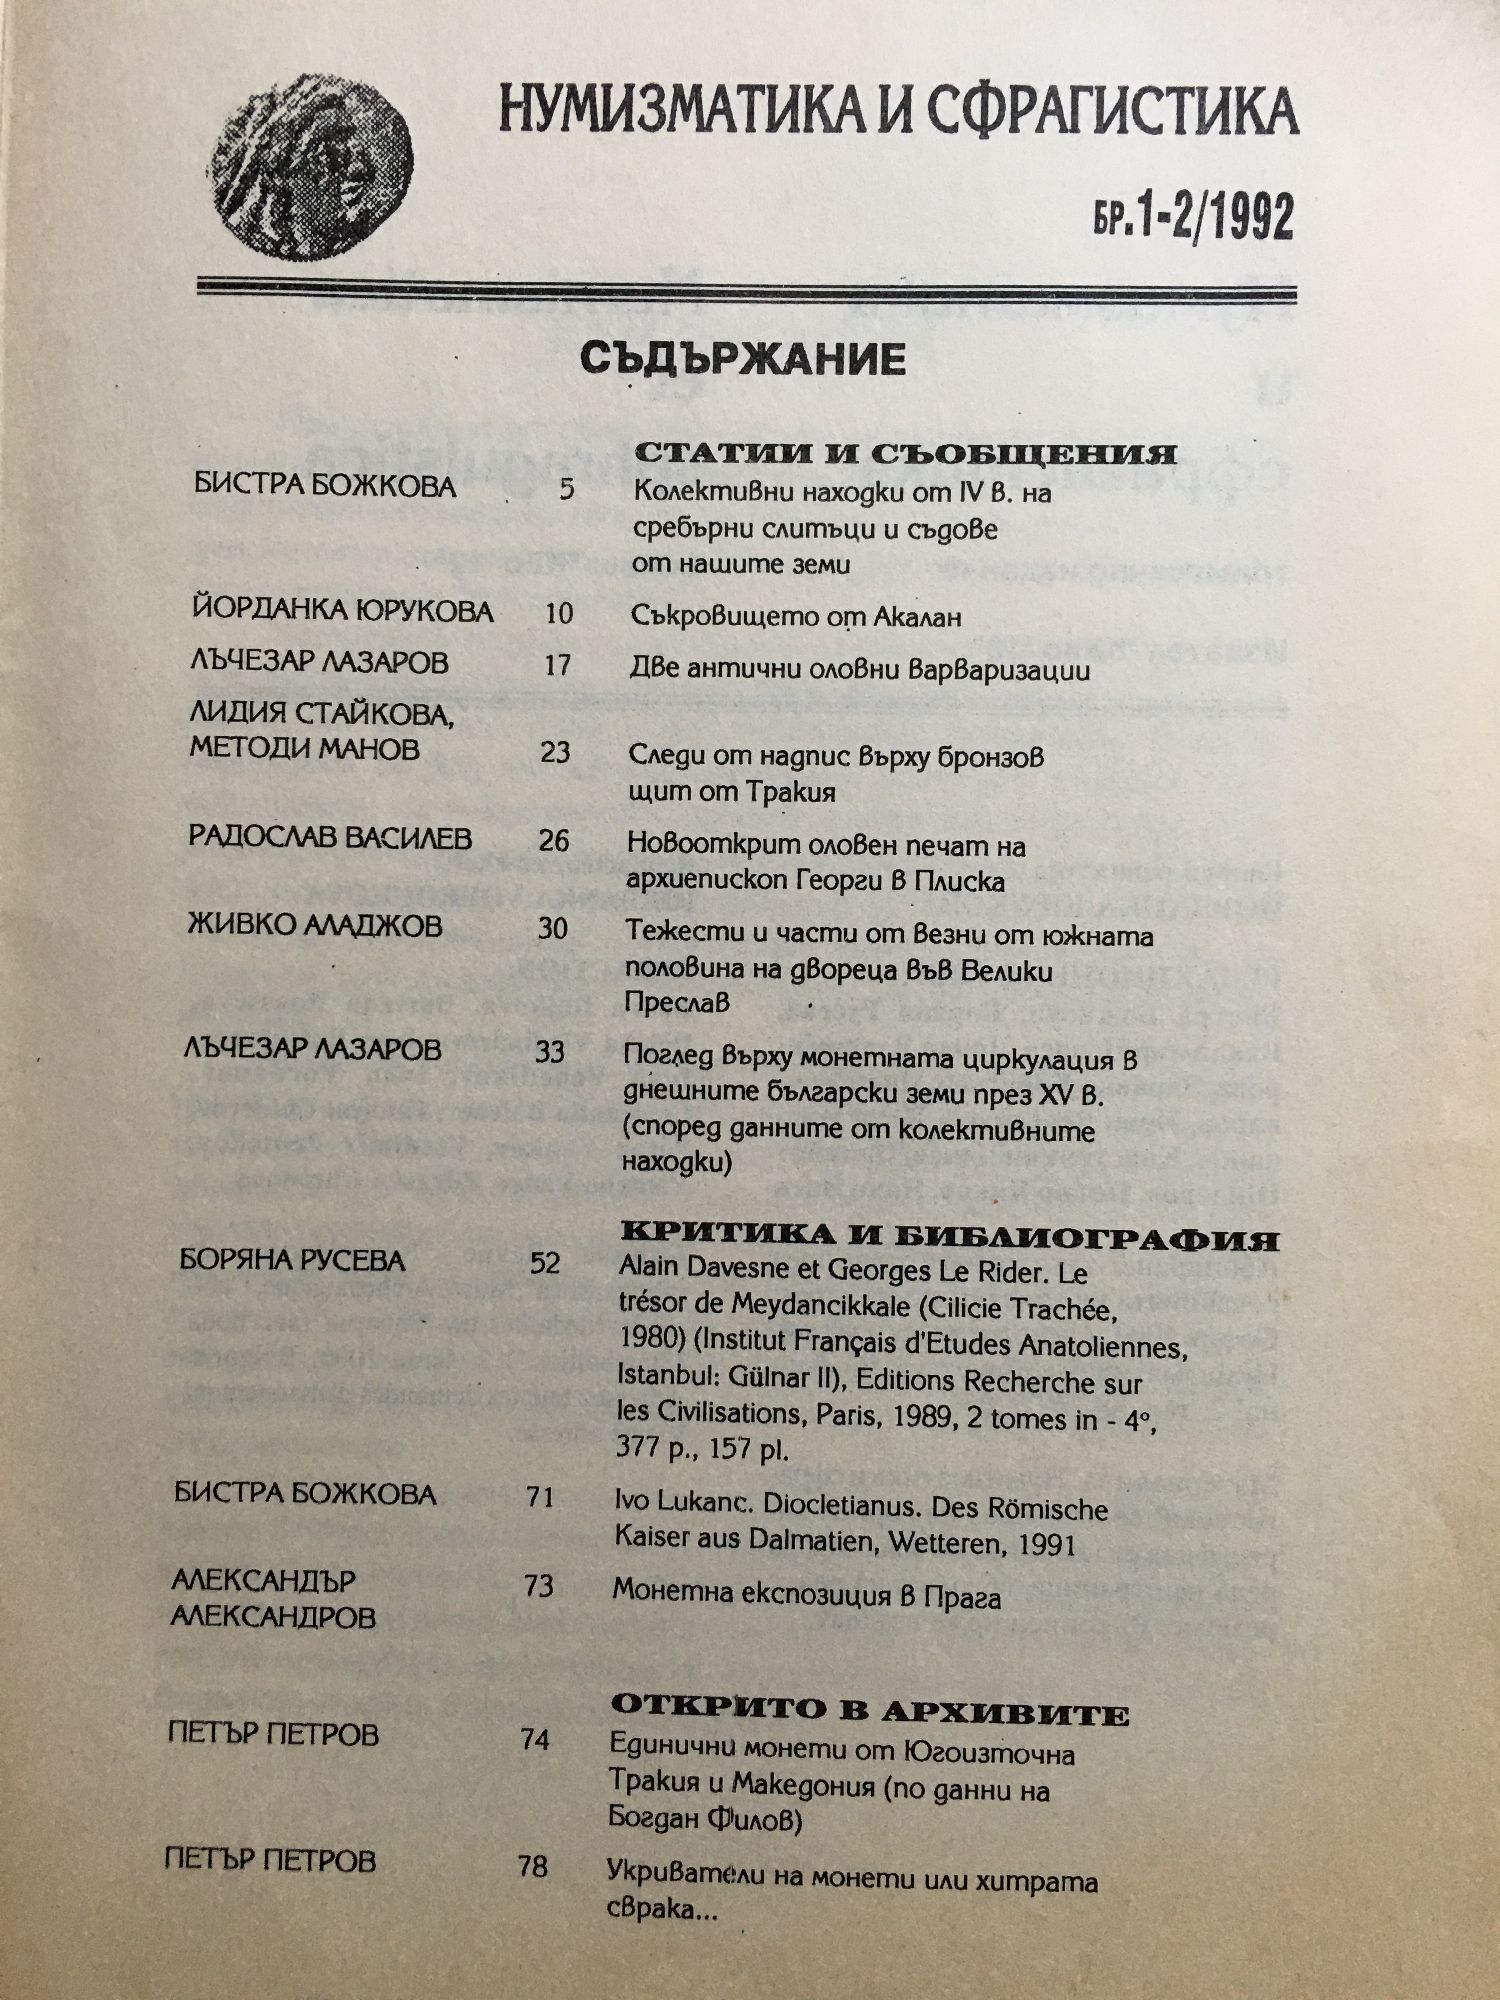 НУМИЗМАТИКА И СФРАГИСТИКА
БР.1-2/1992
СЪДЪРЖАНИЕ
СТАТИИ И СЪОБЩЕНИЯ
БИСТРА БОЖКОВА 5 Колективни находки от IV в. на
сребърни слитъци и съдове
от нашите земи
ЙОРДАНКА ЮРУКОВА 10 Съкровището от Акалан
ЛЪЧЕЗАР ЛАЗАРОВ 17 Две антични оловни варваризации
ЛИДИЯ СТАЙКОВА,
МЕТОДИ МАНОВ 23 Следи от надпис върху бронзов
щит от Тракия
РАДОСЛАВ ВАСИЛЕВ 26 Новооткрит оловен печат на
архиепископ Георги в Плиска
ЖИВКО АЛАДЖОВ 30 Тежести и части от везни от южната
половина на двореца във Велики
Преслав
ЛЪЧЕЗАР ЛАЗАРОВ 33 Поглед върху монетната циркулация в
днешните български земи през XV в.
(според данните от колективните
находки)
КРИТИКА И БИБЛИОГРАФИЯ
БОРЯНА РУСЕВА 52 Alain Davesne et Georges Le Rider. Le
trésor de Meydancikkale (Cilicie Trachée,
1980) (Institut Français d'Etudes Anatoliennes,
Istanbul: Gülnar II), Editions Recherche sur
les Civilisations, Paris, 1989, 2 tomes in - 4°,
377 p., 157 pl.
БИСТРА БОЖКОВА 71 Ivo Lukanc. Diocletianus. Des Römische
Kaiser aus Dalmatien, Wetteren, 1991
АЛЕКСАНДЪР 73 Монетна експозиция в Прага
АЛЕКСАНДРОВ
ОТКРИТО В АРХИВИТЕ
ПЕТЪР ПЕТРОВ 74 Единични монети от Югоизточна
Тракия и Македония (по данни на
Богдан Филов)
ПЕТЪР ПЕТРОВ 78 Укриватели на монети или хитрата
сврака...